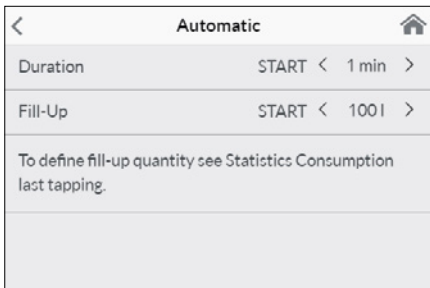 < Automatic
Duration START < 1 min >
Fill-Up START < 100 l >
To define fill-up quantity see Statistics Consumption
last tapping.